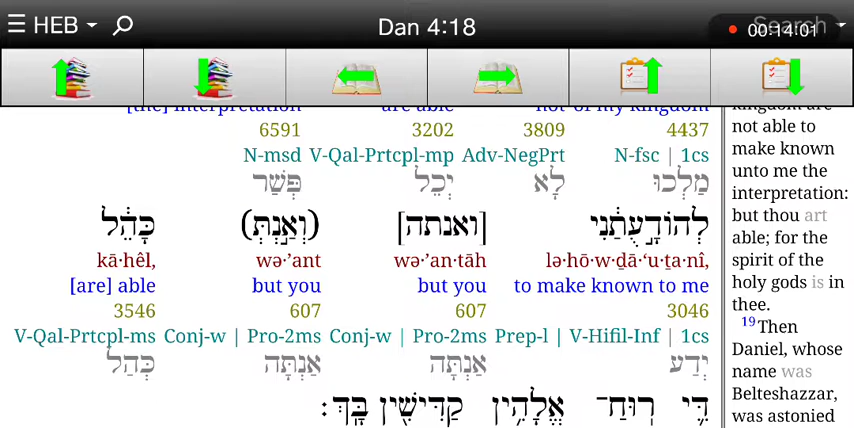 ☰ HEB Dan 4:18 Search
00:14:01
[the] interpretation are able not of my kingdom
6591 3202 3809 4437
N-msd V-Qal-Prtcpl-mp Adv-NegPrt N-fsc | 1cs
מַלְכוּ לָא יְכֵל פְּשַׁר
לְהוֹדָעֻתַ֔נִי [ואנתה] (וְאַ֣נְתְּ) כָּהֵ֔ל
kā·hêl, wə·’ant wə·’an·tāh lə·hō·w·ḏā·‘u·ṯa·nî,
[are] able but you but you to make known to me
3546 607 607 3046
V-Qal-Prtcpl-ms Conj-w | Pro-2ms Conj-w | Pro-2ms Prep-l | V-Hifil-Inf | 1cs
יְדַע אַנְתָּה אַנְתָּה כְּהַל
דִּ֛י רֽוּחַ־ אֱלָהִ֥ין קַדִּישִׁ֖ין בָּֽךְ׃
kingdom are
not able to
make known
unto me the
interpretation:
but thou art
able; for the
spirit of the
holy gods is in
thee.
19 Then
Daniel, whose
name was
Belteshazzar,
was astonied